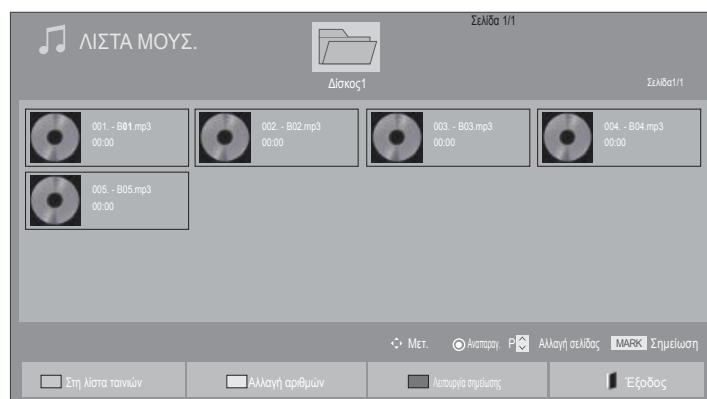 Σελίδα 1/1
ΛΙΣΤΑ ΜΟΥΣ.
Δίσκος1
Σελίδα1/1
001. - B01.mp3
00:00
002. - B02.mp3
00:00
003. - B03.mp3
00:00
004. - B04.mp3
00:00
005. - B05.mp3
00:00
Μετ. Αναπαραγ. P Αλλαγή σελίδας MARK Σημείωση
Στη λίστα ταινιών Αλλαγή αριθμών Λειτουργία σημείωσης Έξοδος